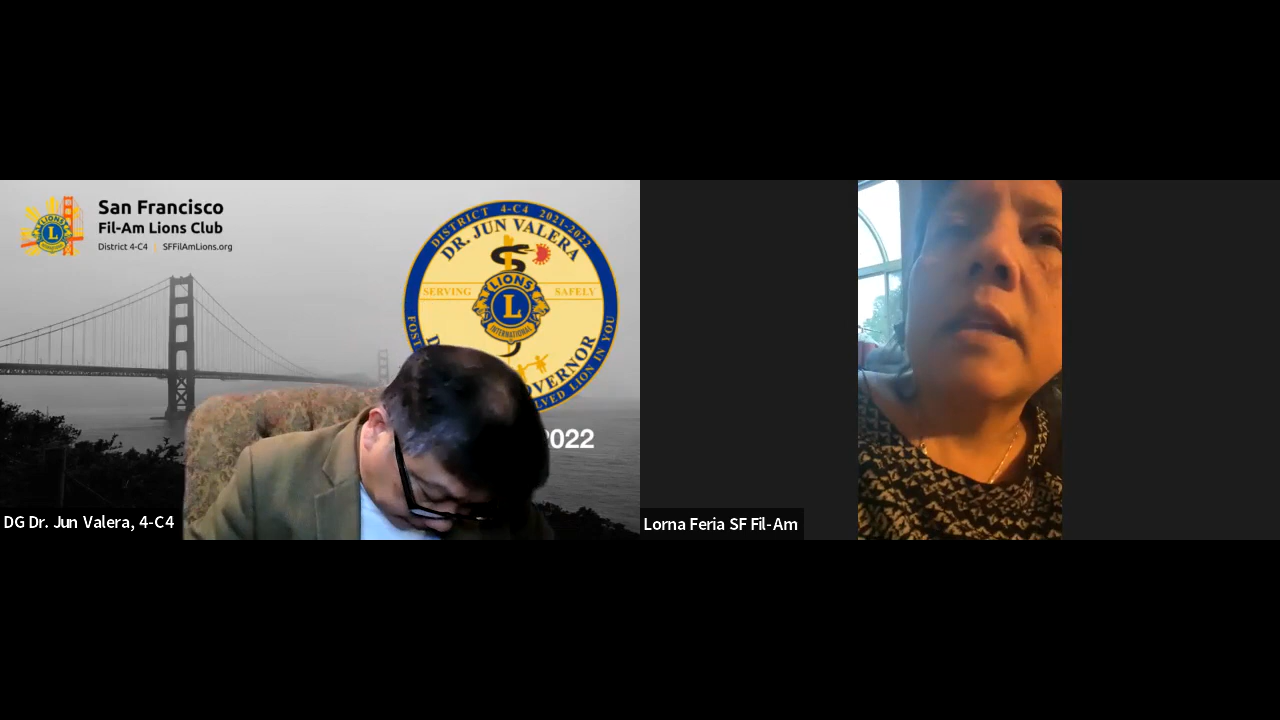 San Francisco
Fil-Am Lions Club
District 4-C4 | SFFilAmLions.org
DISTRICT 4-C4 2021-2022
DR. JUN VALERA
LIONS
SERVING SAFELY
L
INTERNATIONAL
OVERNOR
LION IN YOU
2022
LIONS
L
DG Dr. Jun Valera, 4-C4
Lorna Feria SF Fil-Am